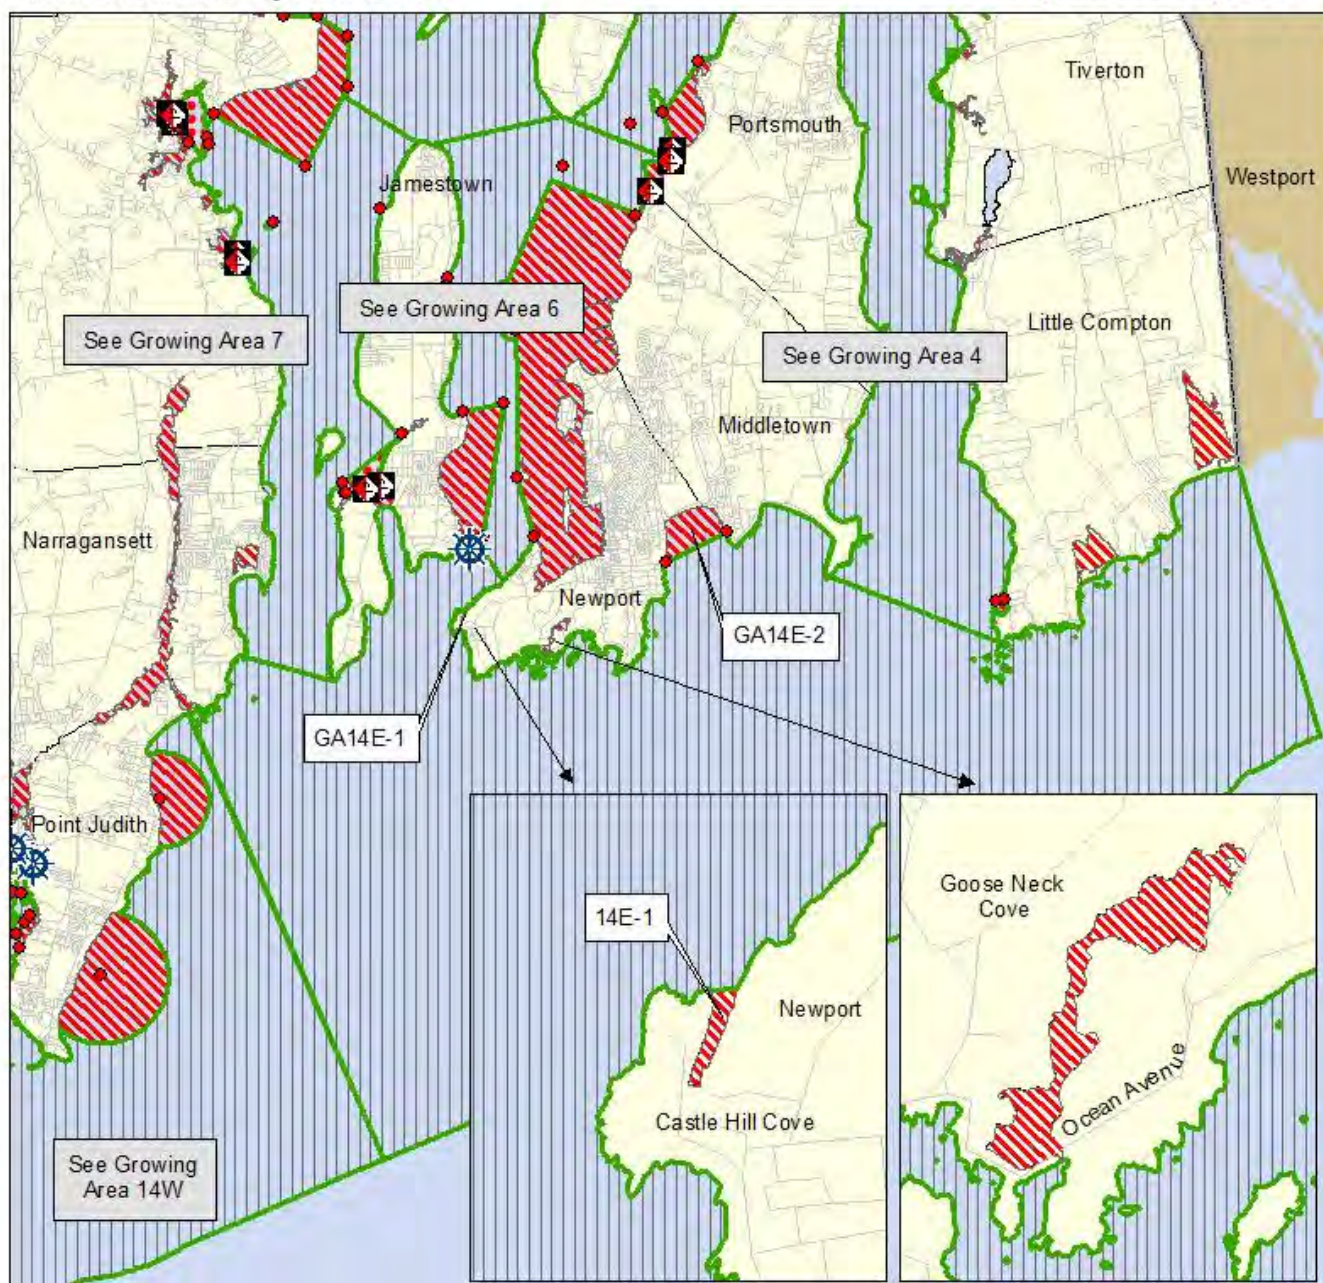 Tiverton
Portsmouth
Westport
Jamestown
See Growing Area 6
See Growing Area 7
Little Compton
See Growing Area 4
Middletown
Narragansett
Newport
GA14E-2
GA14E-1
Point Judith
Goose Neck
Cove
14E-1
Newport
Ocean Avenue
Castle Hill Cove
See Growing
Area 14W